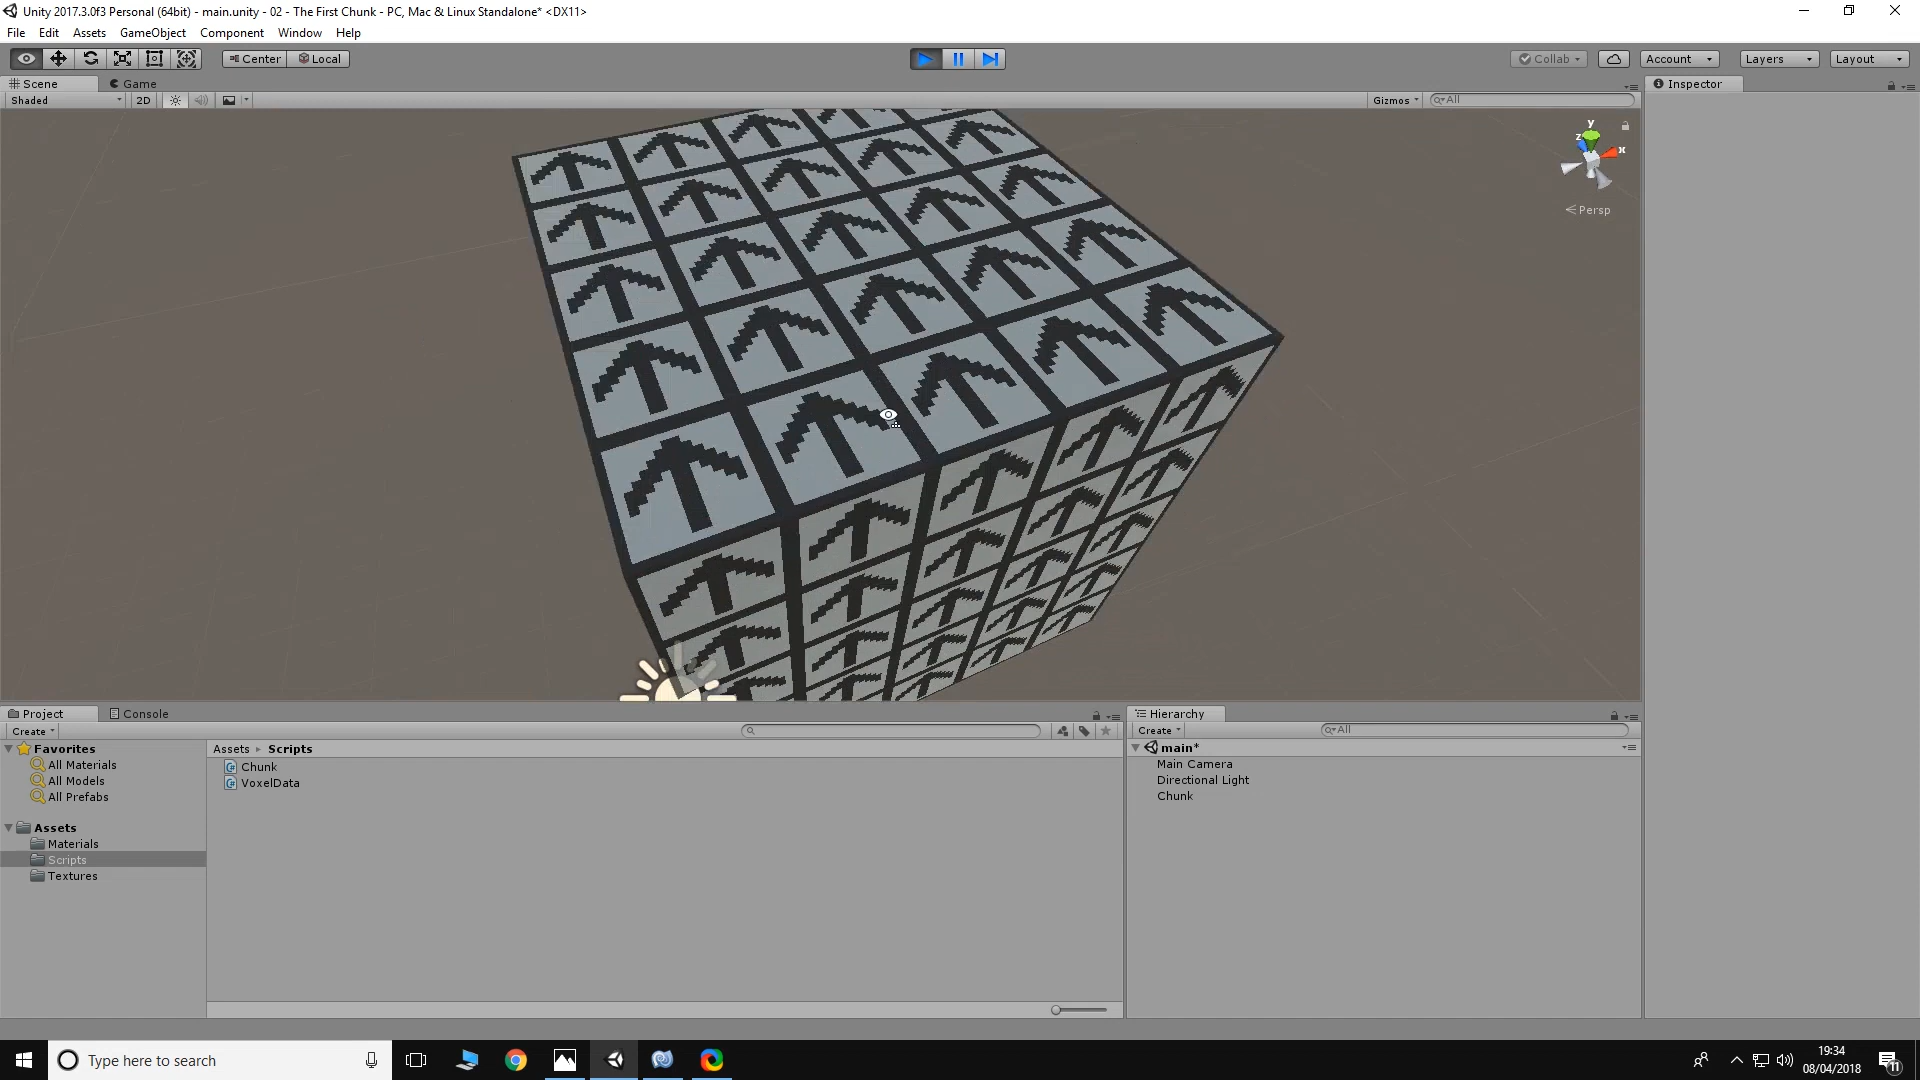 Unity 2017.3.0f3 Personal (64bit) - main.unity - 02 - The First Chunk - PC, Mac & Linux Standalone* <DX11>
File Edit Assets GameObject Component Window Help
Center Local Collab Account Layers Layout
Scene Game Inspector
Shaded 2D Gizmos All
y
z x
Persp
Project Console Hierarchy
Create Create All
Favorites
All Materials
All Models
All Prefabs
Assets
Materials
Scripts
Textures
Assets Scripts
Chunk
VoxelData
main*
Main Camera
Directional Light
Chunk
Type here to search
19:34
08/04/2018
11